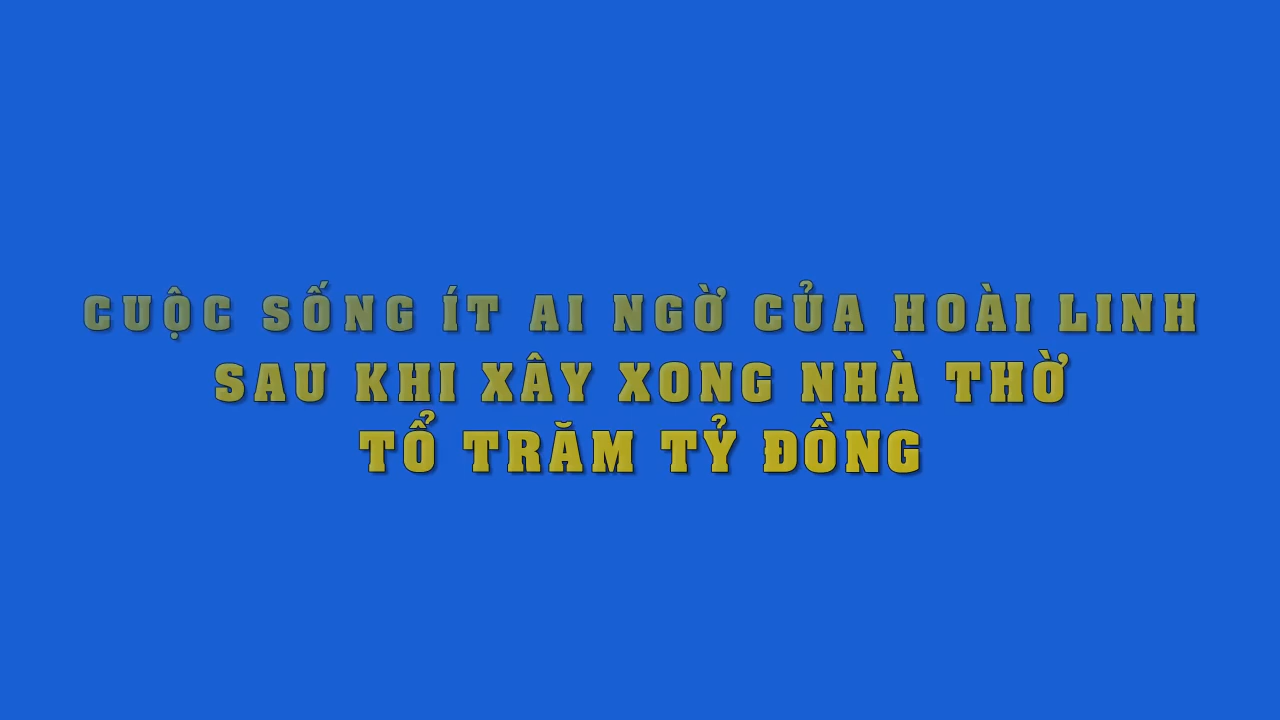 CUỘC SỐNG ÍT AI NGỜ CỦA HOÀI LINH
SAU KHI XÂY XONG NHÀ THỜ
TỔ TRĂM TỶ ĐỒNG